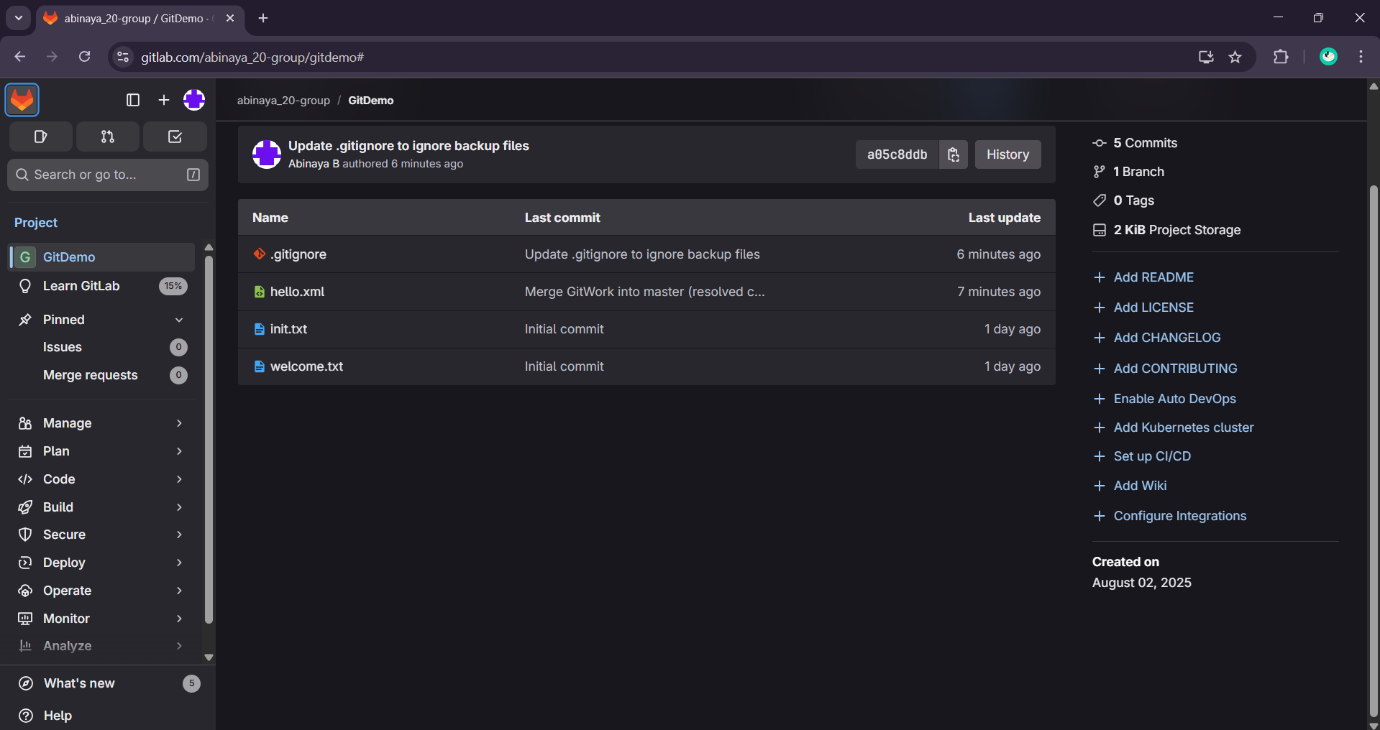 abinaya_20-group / GitDemo ·
gitlab.com/abinaya_20-group/gitdemo#
abinaya_20-group / GitDemo
Search or go to...
/
Project
G GitDemo
Learn GitLab 15%
Pinned
Issues 0
Merge requests 0
Manage
Plan
Code
Build
Secure
Deploy
Operate
Monitor
Analyze
What's new 5
Help
Update .gitignore to ignore backup files
Abinaya B authored 6 minutes ago
a05c8ddb
History
Name Last commit Last update
.gitignore Update .gitignore to ignore backup files 6 minutes ago
hello.xml Merge GitWork into master (resolved c... 7 minutes ago
init.txt Initial commit 1 day ago
welcome.txt Initial commit 1 day ago
5 Commits
1 Branch
0 Tags
2 KiB Project Storage
Add README
Add LICENSE
Add CHANGELOG
Add CONTRIBUTING
Enable Auto DevOps
Add Kubernetes cluster
Set up CI/CD
Add Wiki
Configure Integrations
Created on
August 02, 2025